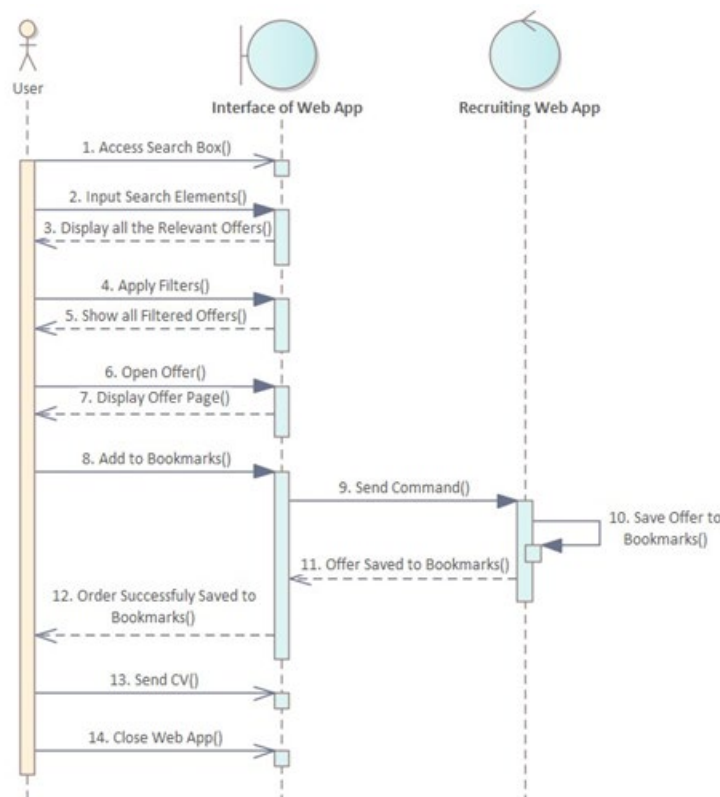 User
Interface of Web App
Recruiting Web App
1. Access Search Box()
2. Input Search Elements()
3. Display all the Relevant Offers()
4. Apply Filters()
5. Show all Filtered Offers()
6. Open Offer()
7. Display Offer Page()
8. Add to Bookmarks()
9. Send Command()
10. Save Offer to
Bookmarks()
11. Offer Saved to Bookmarks()
12. Order Successfuly Saved to
Bookmarks()
13. Send CV()
14. Close Web App()